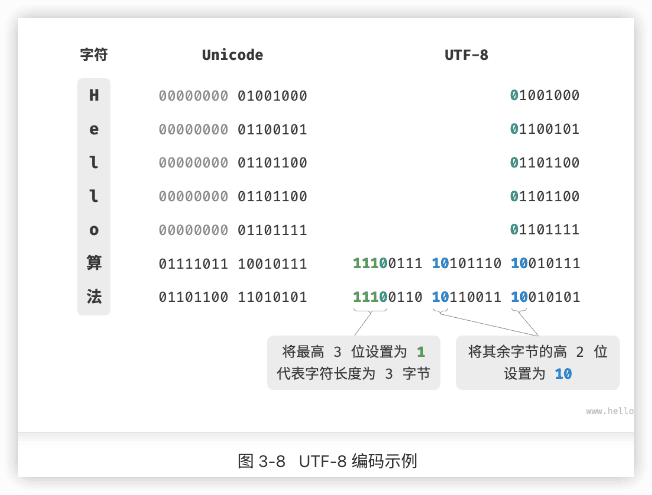 字符 Unicode UTF-8
H 00000000 01001000 01001000
e 00000000 01100101 01100101
l 00000000 01101100 01101100
l 00000000 01101100 01101100
o 00000000 01101111 01101111
算 01111011 10010111 11100111 10101110 10010111
法 01101100 11010101 11100110 10110011 10010101
将最高 3 位设置为 1
代表字符长度为 3 字节
将其余字节的高 2 位
设置为 10
www.hello
图 3-8 UTF-8 编码示例